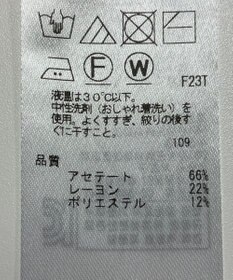 F
W
F23T
液温は30℃以下。
中性洗剤（おしゃれ着洗い）を
使用。よくすすぎ、絞りの後す
ぐに干すこと。
109
品質
アセテート 66%
レーヨン 22%
ポリエステル 12%